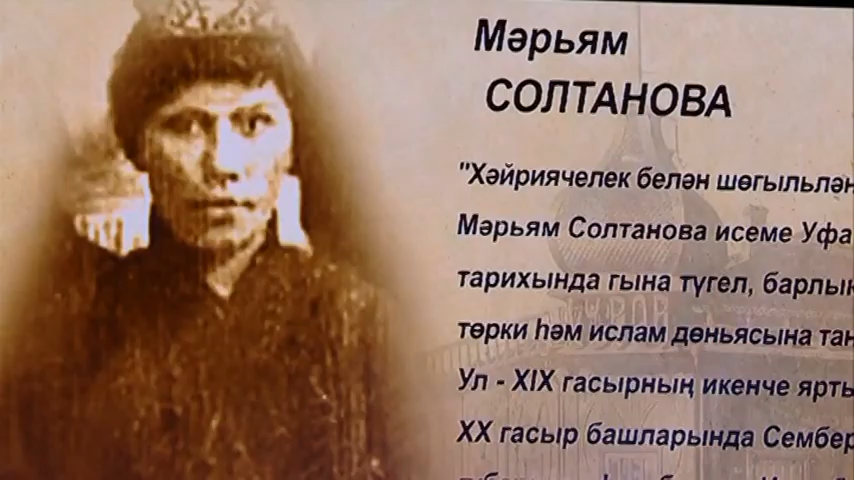 Мәрьям
СОЛТАНОВА
"Хәйриячелек белән шөгыльлән
Мәрьям Солтанова исеме Уфа
тарихында гына түгел, барлык
төрки һәм ислам дөньясына тан
Ул - XIX гасырның икенче ярты
XX гасыр башларында Сембер